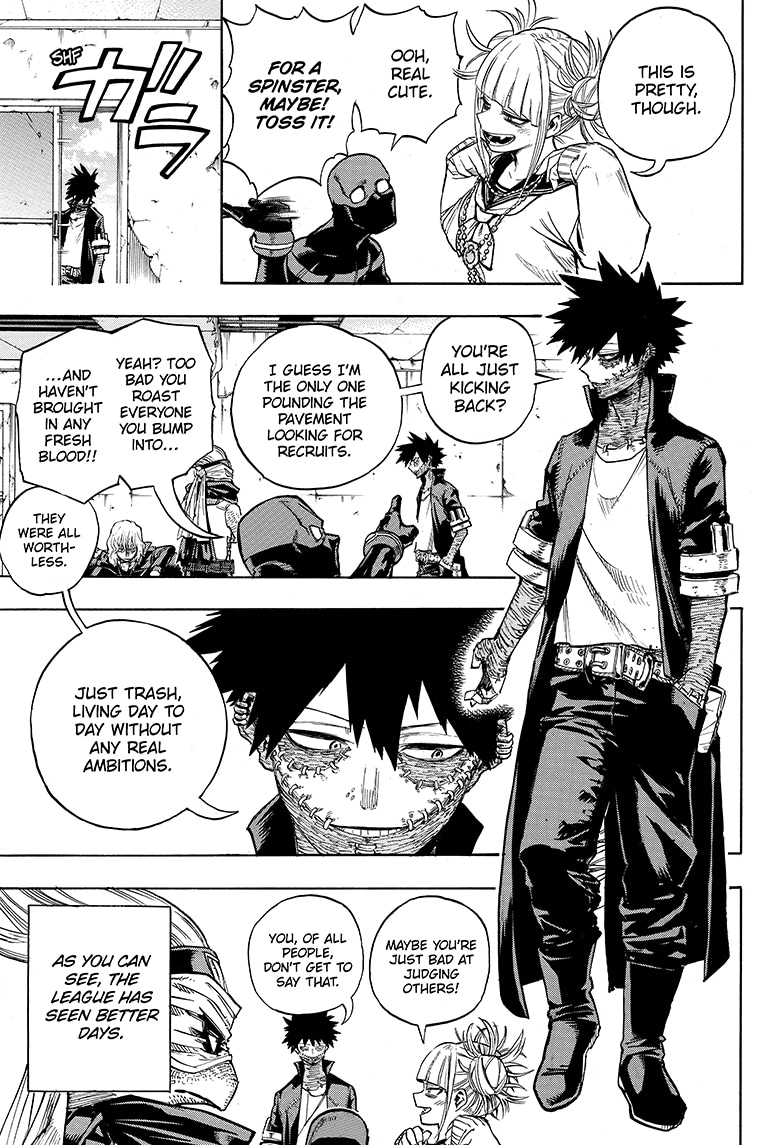 THIS IS
PRETTY,
THOUGH.
OOH,
REAL
CUTE.
FOR A
SPINSTER,
MAYBE!
TOSS IT!
SHF
ガラ
YOU'RE
ALL JUST
KICKING
BACK?
I GUESS I'M
THE ONLY ONE
POUNDING THE
PAVEMENT
LOOKING FOR
RECRUITS.
YEAH? TOO
BAD YOU
ROAST
EVERYONE
YOU BUMP
INTO...
...AND
HAVEN'T
BROUGHT
IN ANY
FRESH
BLOOD!!
THEY
WERE ALL
WORTH-
LESS.
JUST TRASH,
LIVING DAY TO
DAY WITHOUT
ANY REAL
AMBITIONS.
MAYBE YOU'RE
JUST BAD AT
JUDGING
OTHERS!
YOU, OF ALL
PEOPLE,
DON'T GET TO
SAY THAT.
AS YOU CAN
SEE, THE
LEAGUE HAS
SEEN BETTER
DAYS.